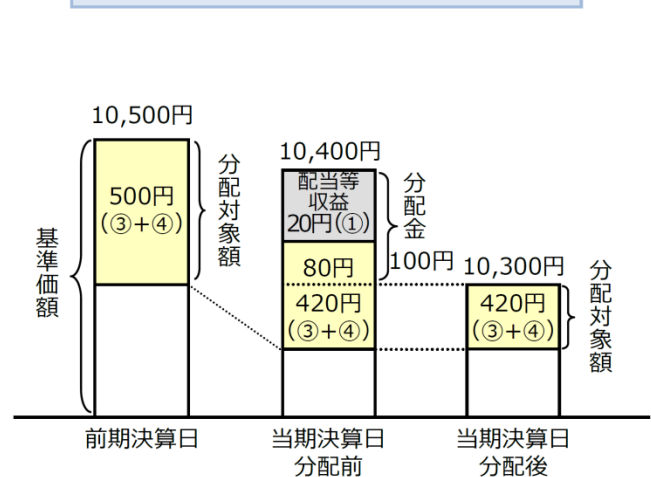 10,500円
500円
(③+④)
分配対象額
基準価額
前期決算日
10,400円
配当等
収益
20円(①)
80円
420円
(③+④)
分配金
100円
当期決算日
分配前
10,300円
420円
(③+④)
分配対象額
当期決算日
分配後